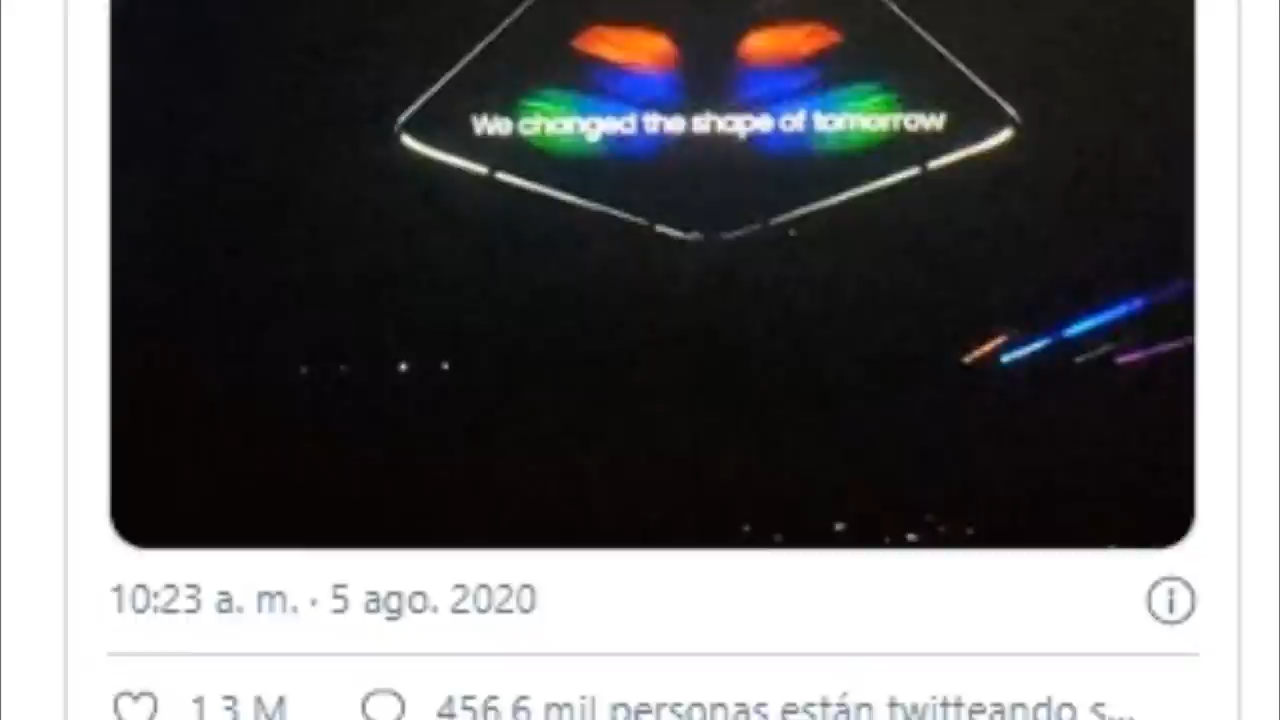 We changed the shape of tomorrow
10:23 a. m. · 5 ago. 2020
1,3 M 456,6 mil personas están twitteando s...